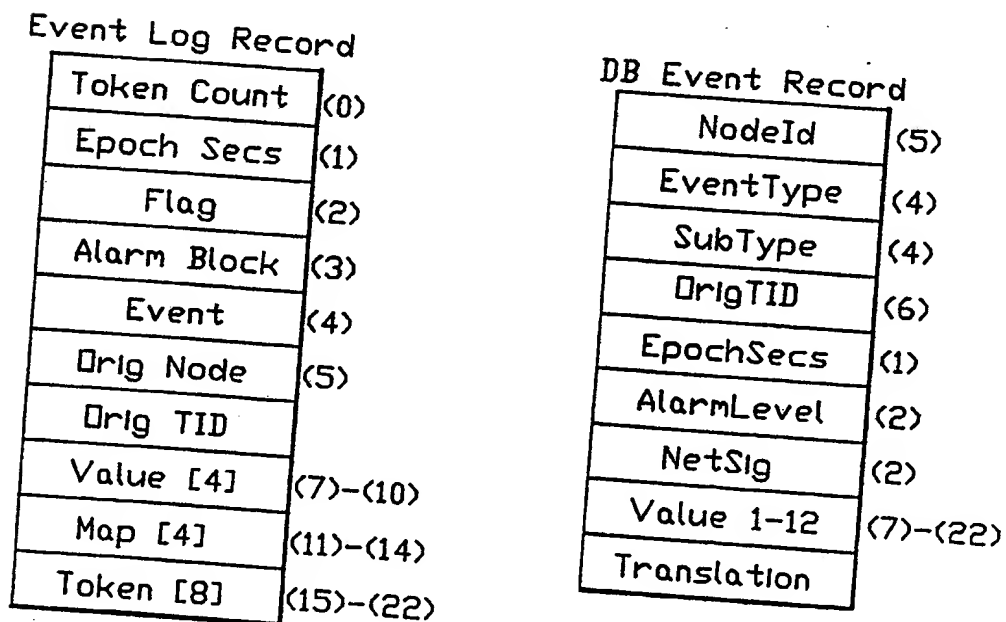 Event Log Record
Token Count (0)
Epoch Secs (1)
Flag (2)
Alarm Block (3)
Event (4)
Orig Node (5)
Orig TID
Value [4] (7)-(10)
Map [4] (11)-(14)
Token [8] (15)-(22)
DB Event Record
NodeId (5)
EventType (4)
SubType (4)
OrigTID (6)
EpochSecs (1)
AlarmLevel (2)
NetSig (2)
Value 1-12 (7)-(22)
Translation